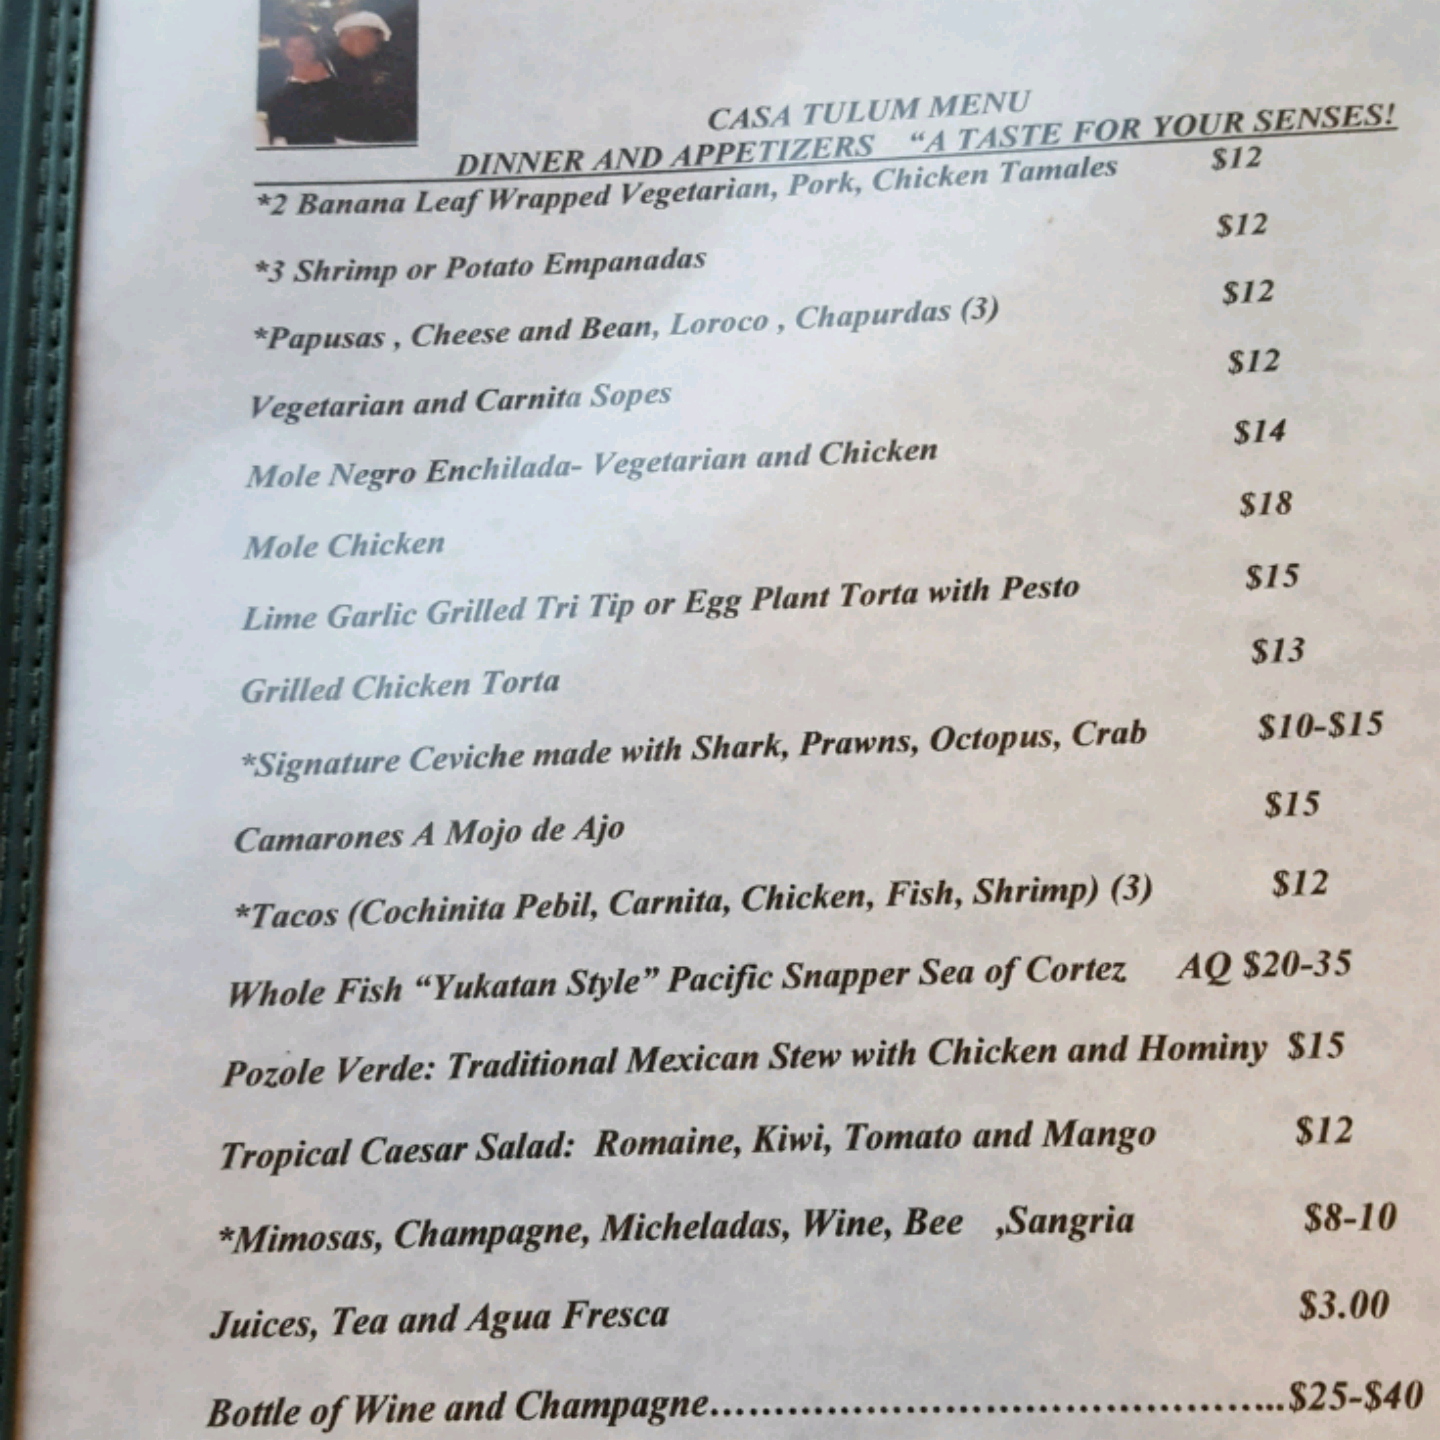 CASA TULUM MENU
DINNER AND APPETIZERS “A TASTE FOR YOUR SENSES!
*2 Banana Leaf Wrapped Vegetarian, Pork, Chicken Tamales $12
*3 Shrimp or Potato Empanadas $12
*Papusas , Cheese and Bean, Loroco , Chapurdas (3) $12
Vegetarian and Carnita Sopes $12
Mole Negro Enchilada- Vegetarian and Chicken $14
Mole Chicken $18
Lime Garlic Grilled Tri Tip or Egg Plant Torta with Pesto $15
Grilled Chicken Torta $13
*Signature Ceviche made with Shark, Prawns, Octopus, Crab $10-$15
Camarones A Mojo de Ajo $15
*Tacos (Cochinita Pebil, Carnita, Chicken, Fish, Shrimp) (3) $12
Whole Fish “Yukatan Style” Pacific Snapper Sea of Cortez AQ $20-35
Pozole Verde: Traditional Mexican Stew with Chicken and Hominy $15
Tropical Caesar Salad: Romaine, Kiwi, Tomato and Mango $12
*Mimosas, Champagne, Micheladas, Wine, Bee ,Sangria $8-10
Juices, Tea and Agua Fresca $3.00
Bottle of Wine and Champagne.............................................$25-$40